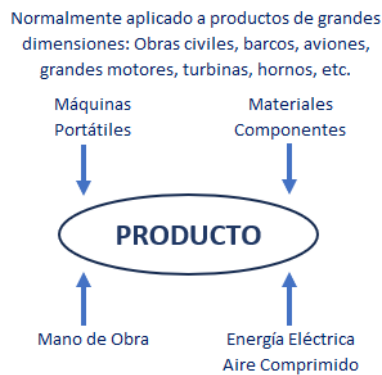 Normalmente aplicado a productos de grandes
dimensiones: Obras civiles, barcos, aviones,
grandes motores, turbinas, hornos, etc.
Máquinas
Portátiles
Materiales
Componentes
PRODUCTO
Mano de Obra
Energía Eléctrica
Aire Comprimido